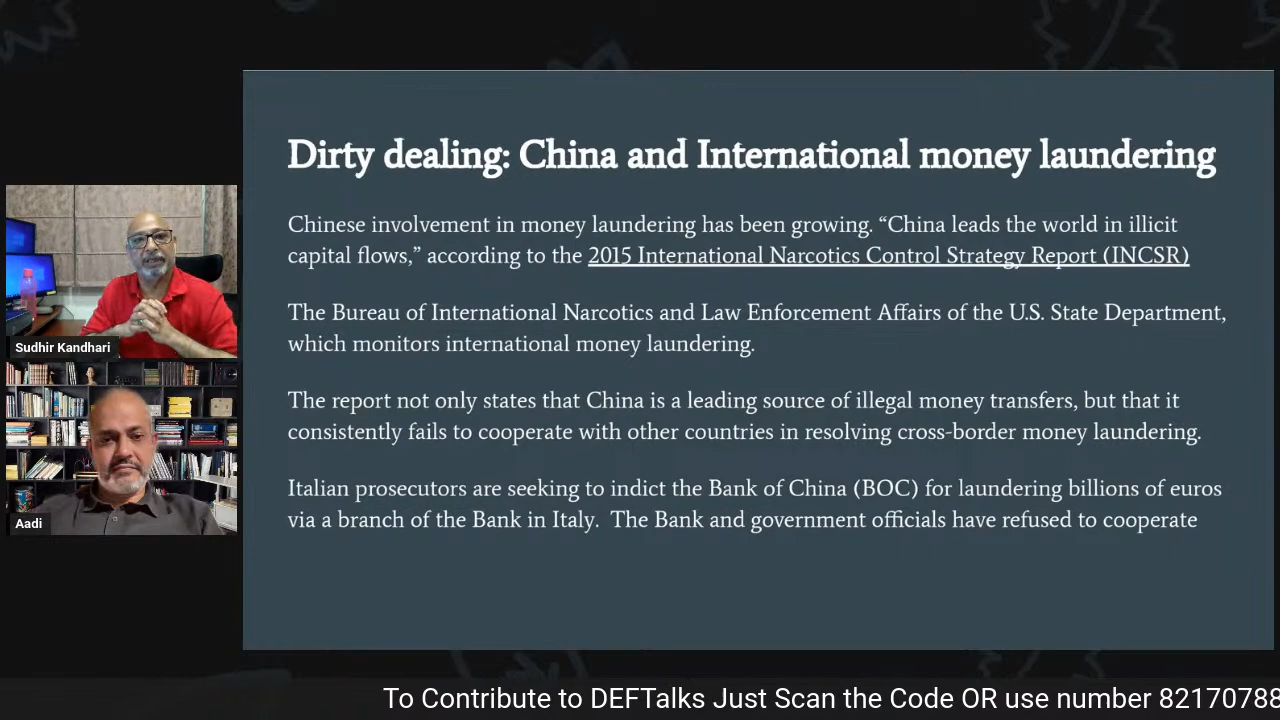 Dirty dealing: China and International money laundering
Chinese involvement in money laundering has been growing. “China leads the world in illicit
capital flows,” according to the 2015 International Narcotics Control Strategy Report (INCSR)
The Bureau of International Narcotics and Law Enforcement Affairs of the U.S. State Department,
which monitors international money laundering.
The report not only states that China is a leading source of illegal money transfers, but that it
consistently fails to cooperate with other countries in resolving cross-border money laundering.
Italian prosecutors are seeking to indict the Bank of China (BOC) for laundering billions of euros
via a branch of the Bank in Italy. The Bank and government officials have refused to cooperate
Sudhir Kandhari
Aadi
To Contribute to DEFTalks Just Scan the Code OR use number 82170788